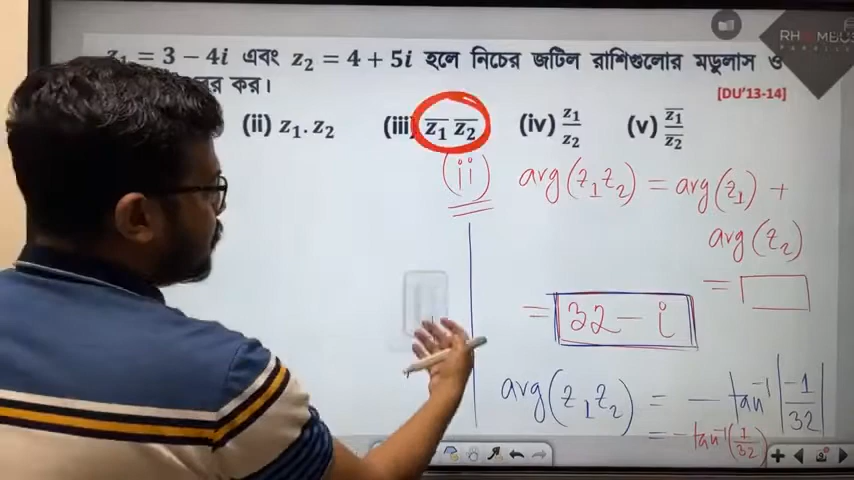 RHOMBUS
PARALLEL
z₁ = 3 − 4i এবং z₂ = 4 + 5i হলে নিচের জটিল রাশিগুলোর মডুলাস ও
কর।
[DU'13-14]
(ii) z₁. z₂ (iii) z̅₁ z̅₂ (iv) z₁/z₂ (v) z̅₁/z̅₂
(ii) arg(z₁z₂) = arg(z₁) +
arg(z₂)
= 
= 32 − i
arg(z₁z₂) = − tan⁻¹ |−1/32|
= − tan⁻¹(1/32)